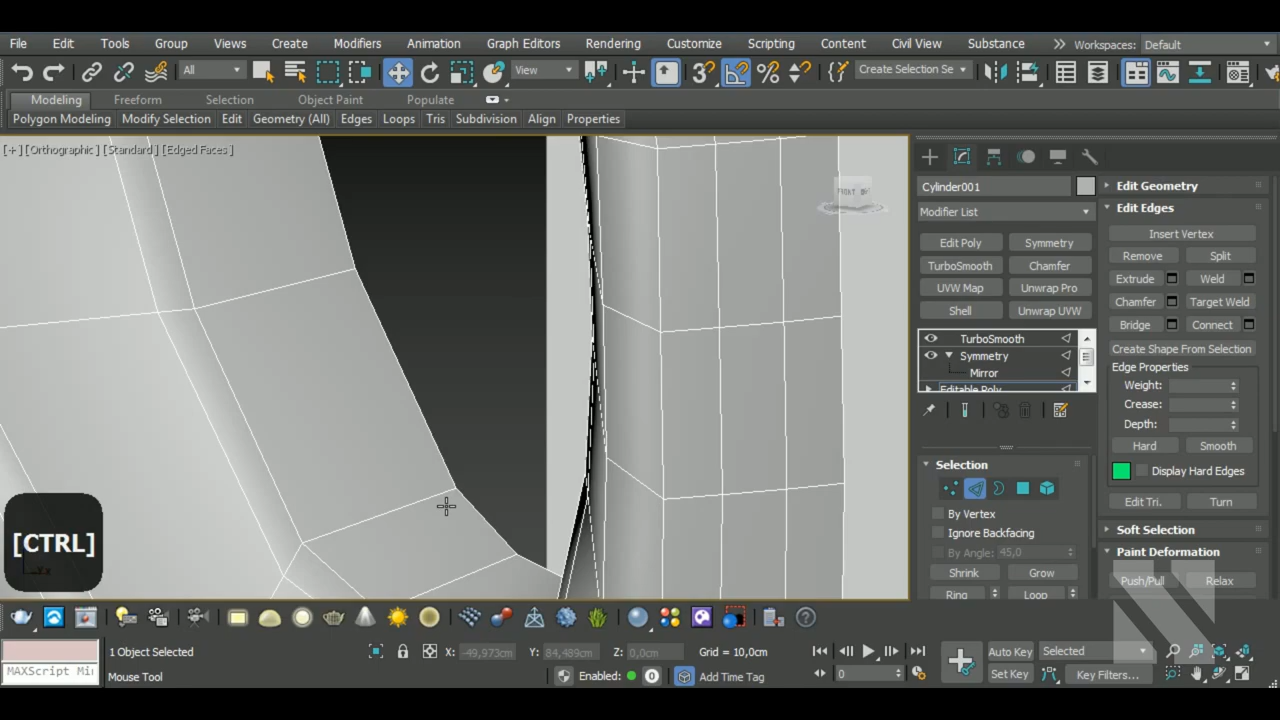 File Edit Tools Group Views Create Modifiers Animation Graph Editors Rendering Customize Scripting Content Civil View Substance Workspaces: Default
All View Create Selection Se
Modeling Freeform Selection Object Paint Populate
Polygon Modeling Modify Selection Edit Geometry (All) Edges Loops Tris Subdivision Align Properties
[+] [Orthographic] [Standard] [Edged Faces]
Cylinder001
Modifier List
Edit Poly Symmetry
TurboSmooth Chamfer
UVW Map Unwrap Pro
Shell Unwrap UVW
TurboSmooth
Symmetry
Mirror
Editable Poly
Selection
By Vertex
Ignore Backfacing
By Angle: 45,0
Shrink Grow
Ring Loop
Edit Geometry
Edit Edges
Insert Vertex
Remove Split
Extrude Weld
Chamfer Target Weld
Bridge Connect
Create Shape From Selection
Edge Properties
Weight:
Crease:
Depth:
Hard Smooth
Display Hard Edges
Edit Tri. Turn
Soft Selection
Paint Deformation
Push/Pull Relax
[CTRL]
1 Object Selected X: -49,973cm Y: 84,489cm Z: 0,0cm Grid = 10,0cm Auto Key Selected
MAXScript Mi
Mouse Tool Enabled: 0 Add Time Tag 0 Set Key Key Filters...